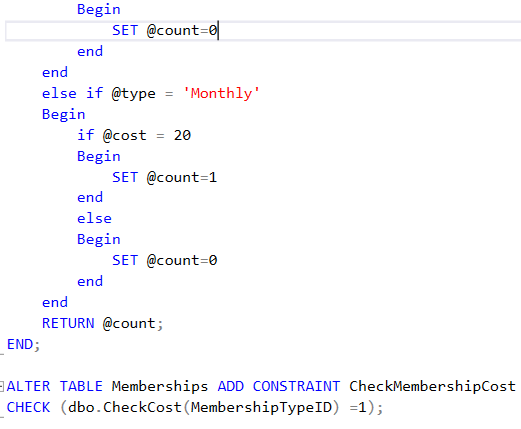 Begin
SET @count=0
end
end
else if @type = 'Monthly'
Begin
if @cost = 20
Begin
SET @count=1
end
else
Begin
SET @count=0
end
end
RETURN @count;
END;
ALTER TABLE Memberships ADD CONSTRAINT CheckMembershipCost
CHECK (dbo.CheckCost(MembershipTypeID) =1);